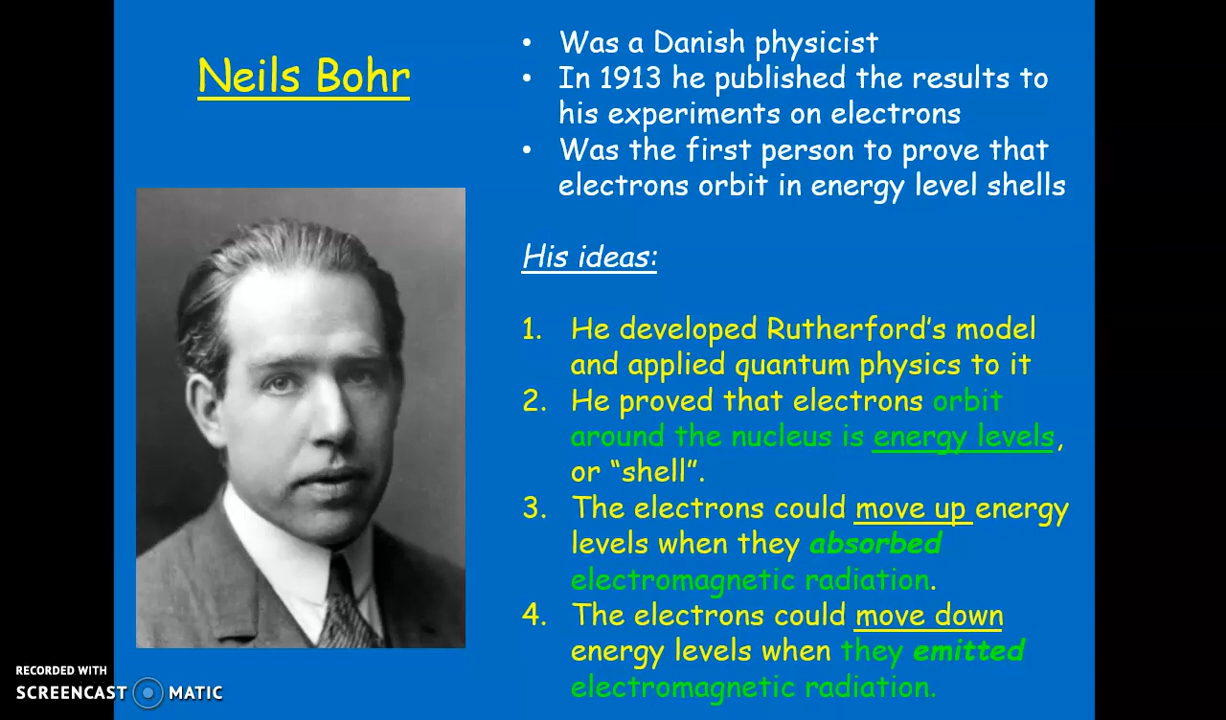 Neils Bohr
• Was a Danish physicist
• In 1913 he published the results to
his experiments on electrons
• Was the first person to prove that
electrons orbit in energy level shells
His ideas:
1. He developed Rutherford's model
and applied quantum physics to it
2. He proved that electrons orbit
around the nucleus is energy levels,
or “shell”.
3. The electrons could move up energy
levels when they absorbed
electromagnetic radiation.
4. The electrons could move down
energy levels when they emitted
electromagnetic radiation.
RECORDED WITH
SCREENCAST MATIC